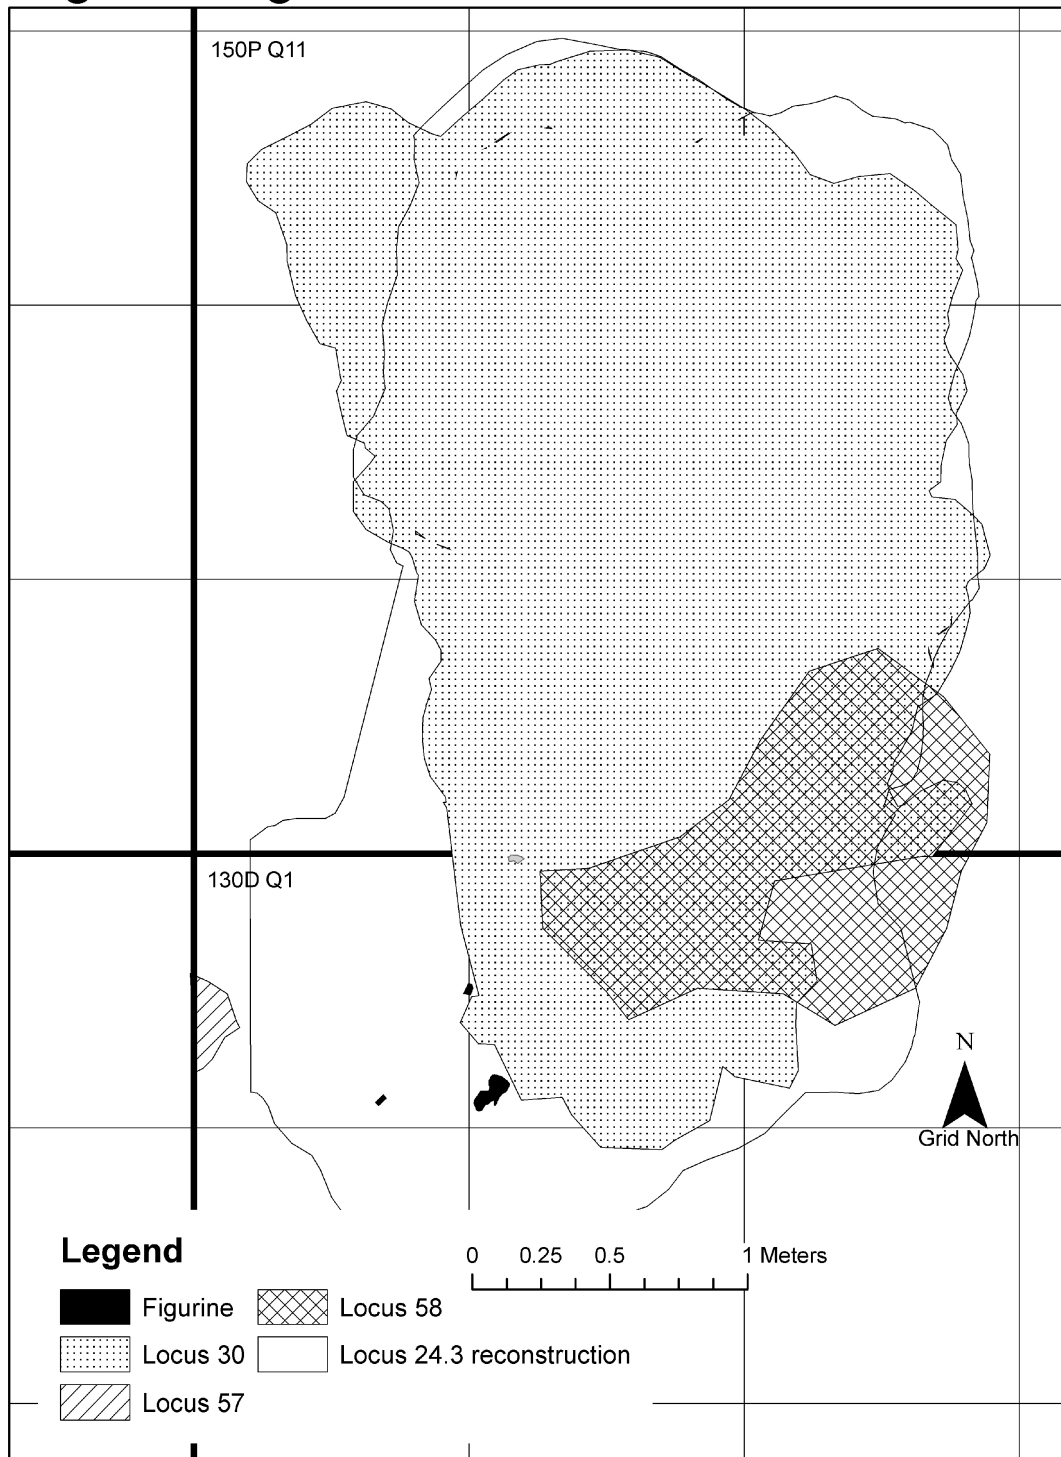 150P Q11
130D Q1
N
Grid North
Legend
0 0.25 0.5 1 Meters
Figurine
Locus 58
Locus 30
Locus 24.3 reconstruction
Locus 57